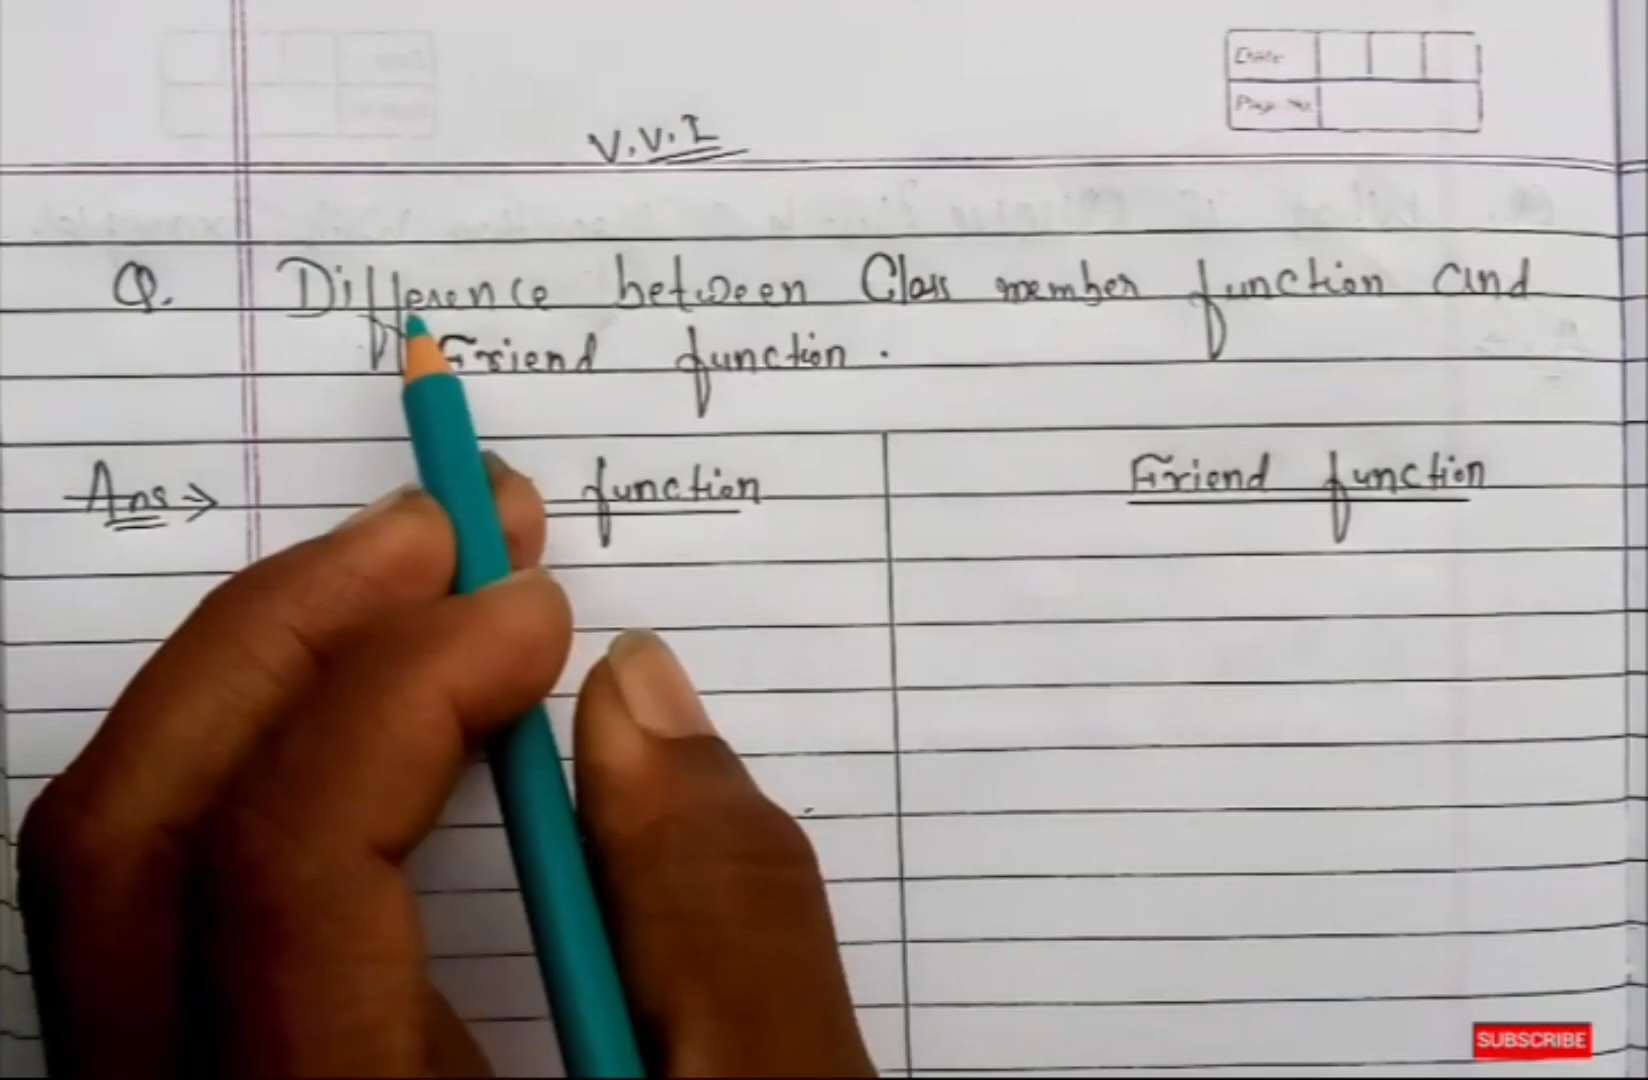 Date
Page No.
V.V.I
Q. Difference between Class member function and
Friend function.
Ans → function
Friend function
SUBSCRIBE